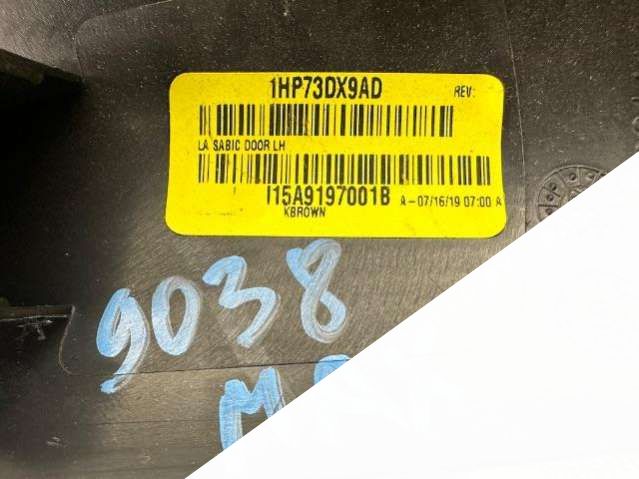 1HP73DX9AD REV:
LA SABIC DOOR LH
I15A9197001B A-07/16/19 07:00 A
KBROWN
9038
M